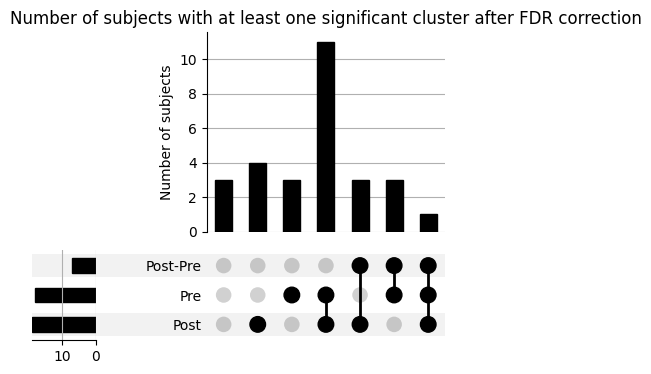 Number of subjects with at least one significant cluster after FDR correction
10
8
6
4
2
0
Number of subjects
Post-Pre
Pre
Post
10 0